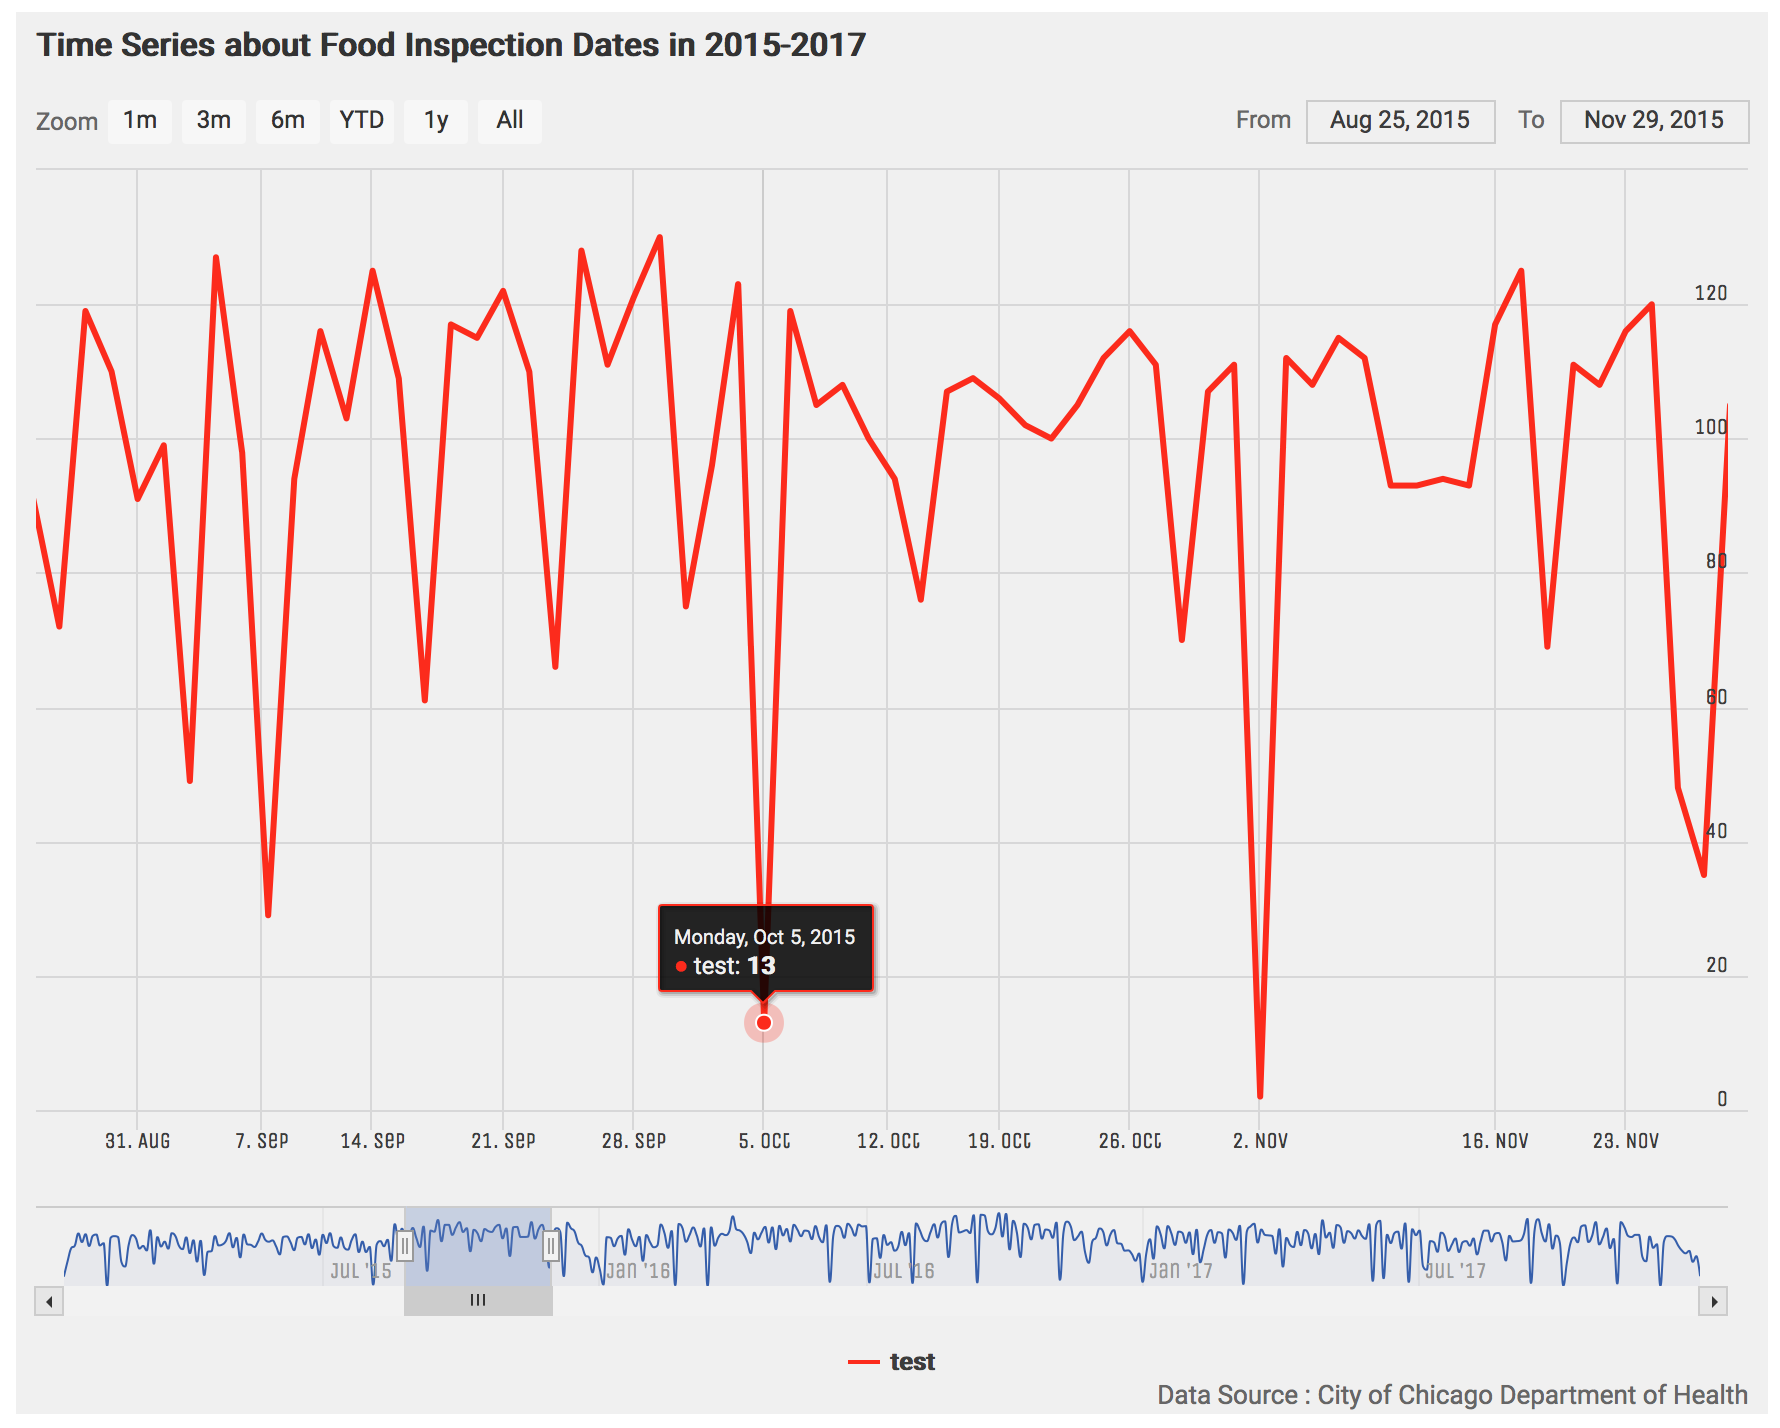 Time Series about Food Inspection Dates in 2015-2017
Zoom 1m 3m 6m YTD 1y All From Aug 25, 2015 To Nov 29, 2015
120
100
80
60
40
Monday, Oct 5, 2015
test: 13
20
0
31. Aug 7. Sep 14. Sep 21. Sep 28. Sep 5. Oct 12. Oct 19. Oct 26. Oct 2. Nov 16. Nov 23. Nov
Jul '15 Jan '16 Jul '16 Jan '17 Jul '17
test
Data Source : City of Chicago Department of Health